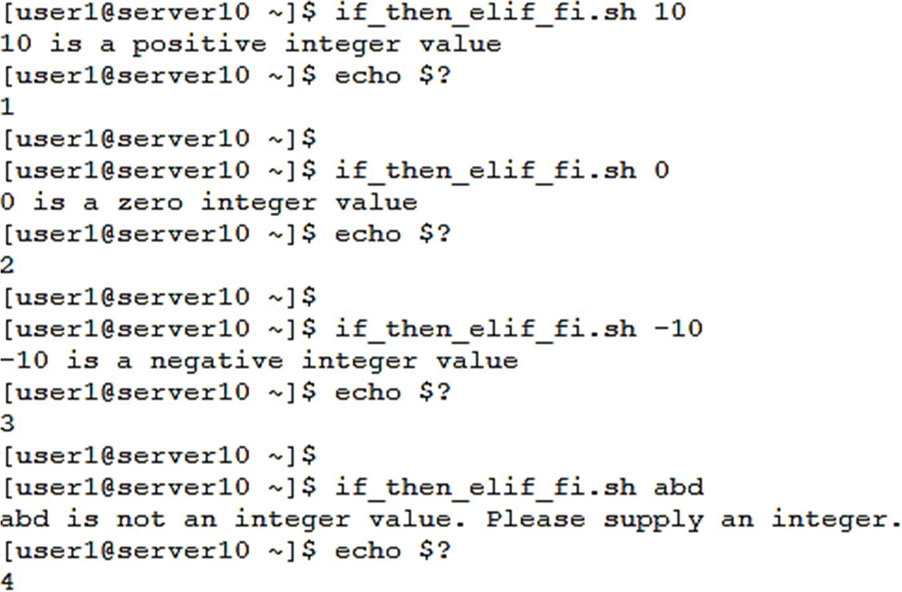 [user1@server10 ~]$ if_then_elif_fi.sh 10
10 is a positive integer value
[user1@server10 ~]$ echo $?
1
[user1@server10 ~]$
[user1@server10 ~]$ if_then_elif_fi.sh 0
0 is a zero integer value
[user1@server10 ~]$ echo $?
2
[user1@server10 ~]$
[user1@server10 ~]$ if_then_elif_fi.sh -10
-10 is a negative integer value
[user1@server10 ~]$ echo $?
3
[user1@server10 ~]$
[user1@server10 ~]$ if_then_elif_fi.sh abd
abd is not an integer value. Please supply an integer.
[user1@server10 ~]$ echo $?
4